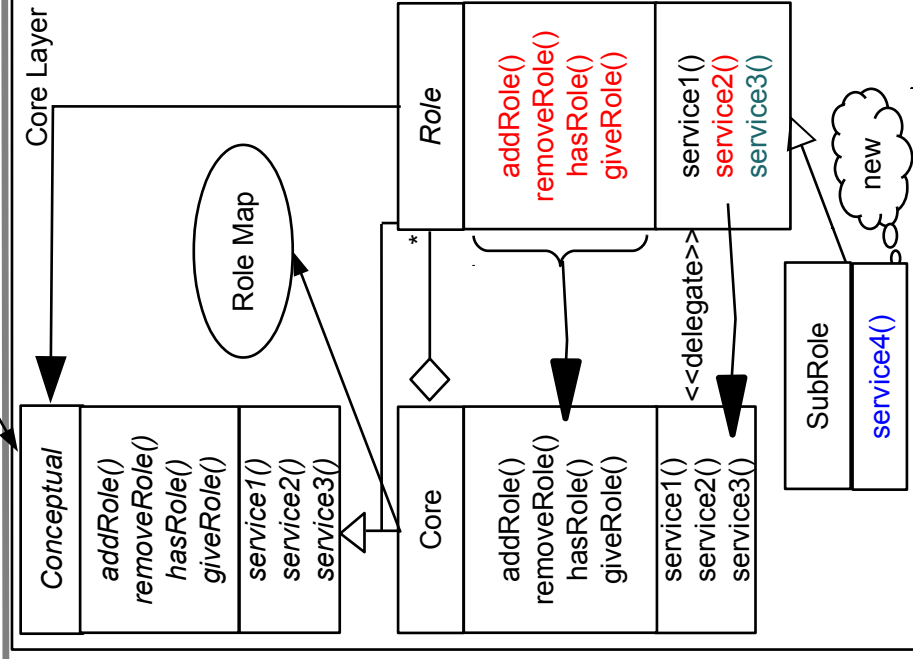 Core Layer
Conceptual
addRole()
removeRole()
hasRole()
giveRole()
service1()
service2()
service3()
Role Map
Role
addRole()
removeRole()
hasRole()
giveRole()
service1()
service2()
service3()
*
Core
addRole()
removeRole()
hasRole()
giveRole()
service1()
service2()
service3()
<<delegate>>
SubRole
service4()
new